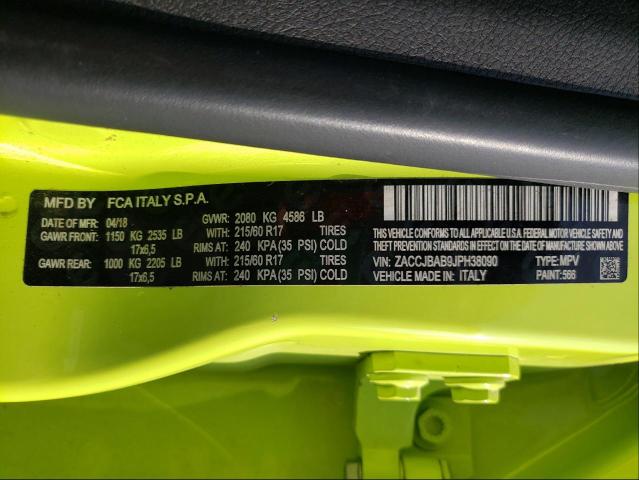 MFD BY FCA ITALY S.P.A.
DATE OF MFR: 04/18 GVWR: 2080 KG 4586 LB
GAWR FRONT: 1150 KG 2535 LB WITH: 215/60 R17 TIRES
17x6,5 RIMS AT: 240 KPA(35 PSI) COLD
GAWR REAR: 1000 KG 2205 LB WITH: 215/60 R17 TIRES
17x6,5 RIMS AT: 240 KPA(35 PSI) COLD
THIS VEHICLE CONFORMS TO ALL APPLICABLE U.S.A. FEDERAL MOTOR VEHICLE SAFETY,
BUMPER, AND THEFT PREVENTION STANDARDS IN EFFECT ON THE DATE OF MANUFACTURE SHOWN ABOVE.
VIN: ZACCJBAB9JPH38090 TYPE: MPV
VEHICLE MADE IN: ITALY PAINT: 566